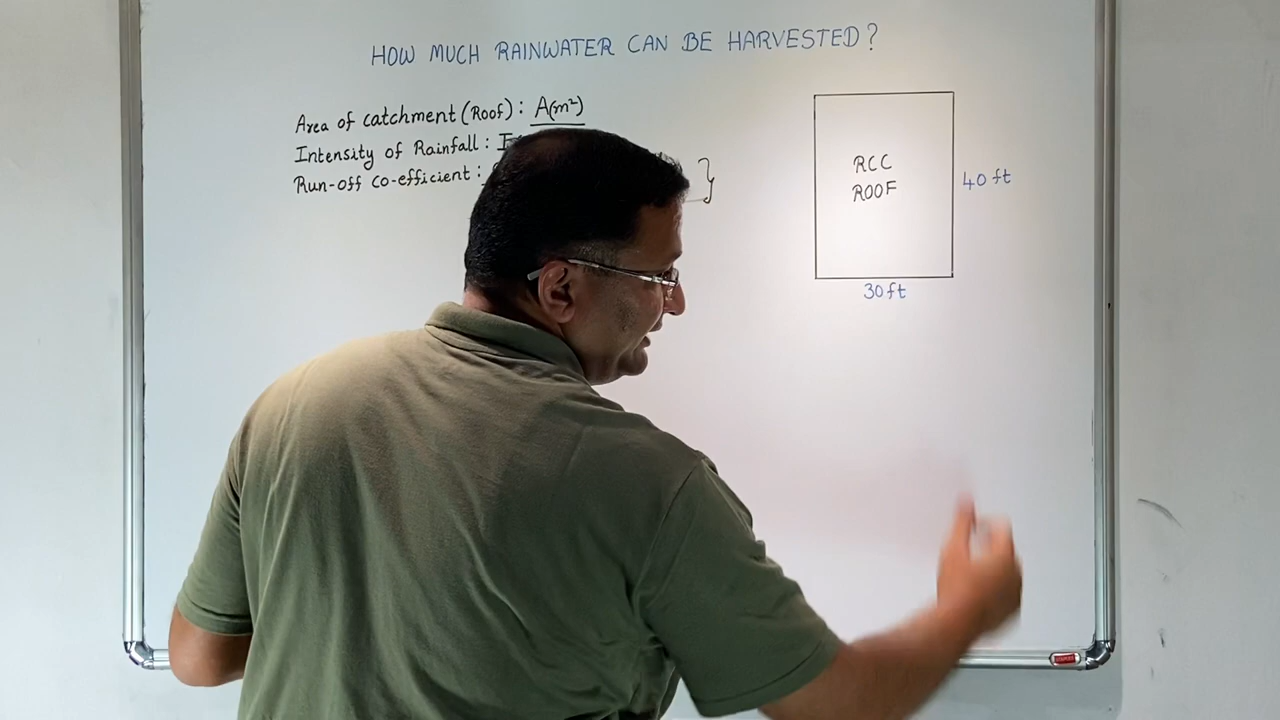 HOW MUCH RAINWATER CAN BE HARVESTED?
Area of catchment (Roof) : A(m²)
Intensity of Rainfall : I
Run-off co-efficient :
RCC
ROOF
40 ft
30 ft